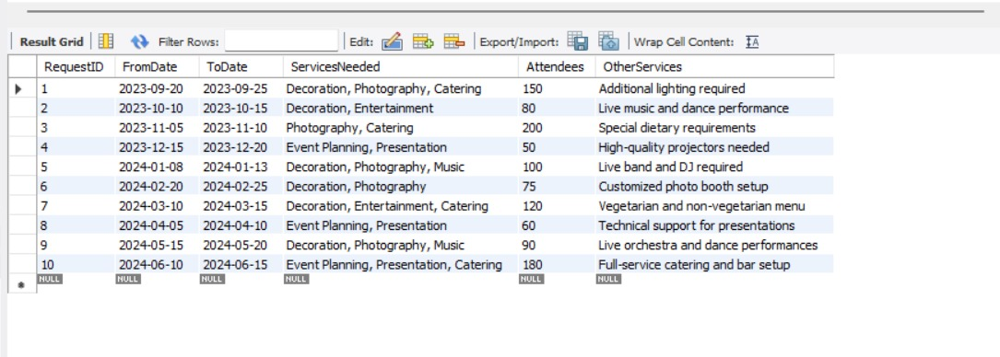 Result Grid Filter Rows: Edit: Export/Import: Wrap Cell Content: IA
RequestID FromDate ToDate ServicesNeeded Attendees OtherServices
1 2023-09-20 2023-09-25 Decoration, Photography, Catering 150 Additional lighting required
2 2023-10-10 2023-10-15 Decoration, Entertainment 80 Live music and dance performance
3 2023-11-05 2023-11-10 Photography, Catering 200 Special dietary requirements
4 2023-12-15 2023-12-20 Event Planning, Presentation 50 High-quality projectors needed
5 2024-01-08 2024-01-13 Decoration, Photography, Music 100 Live band and DJ required
6 2024-02-20 2024-02-25 Decoration, Photography 75 Customized photo booth setup
7 2024-03-10 2024-03-15 Decoration, Entertainment, Catering 120 Vegetarian and non-vegetarian menu
8 2024-04-05 2024-04-10 Event Planning, Presentation 60 Technical support for presentations
9 2024-05-15 2024-05-20 Decoration, Photography, Music 90 Live orchestra and dance performances
10 2024-06-10 2024-06-15 Event Planning, Presentation, Catering 180 Full-service catering and bar setup
NULL NULL NULL NULL NULL NULL